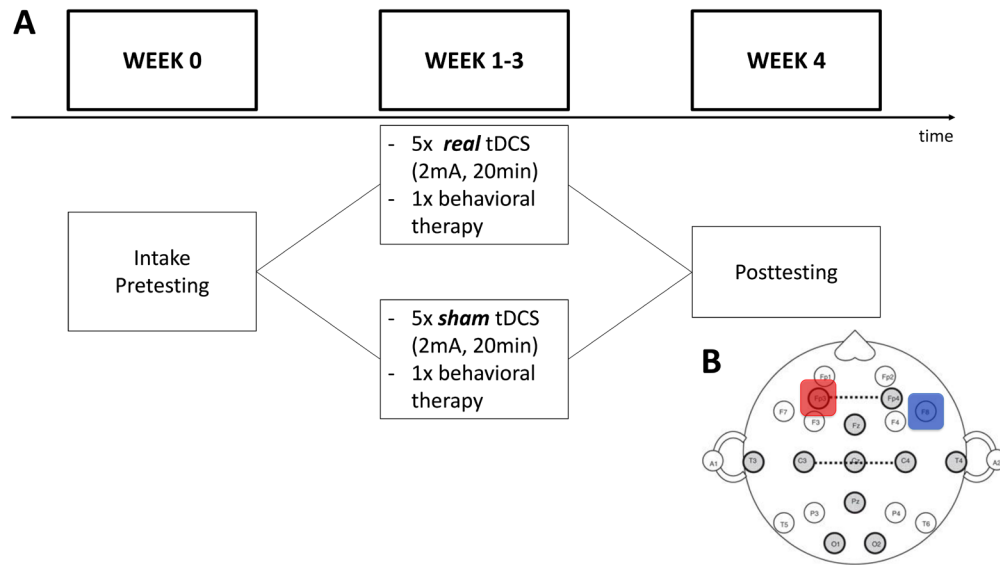 A
WEEK 0
WEEK 1-3
WEEK 4
time
- 5x real tDCS
(2mA, 20min)
- 1x behavioral
therapy
Intake
Pretesting
Posttesting
- 5x sham tDCS
(2mA, 20min)
- 1x behavioral
therapy
B
Fp1 Fp2
Fp3 Fp4
F7 F8
F3 Fz F4
A1 T3 C3 Cz C4 T4 A2
Pz
P3 P4
T5 T6
O1 O2